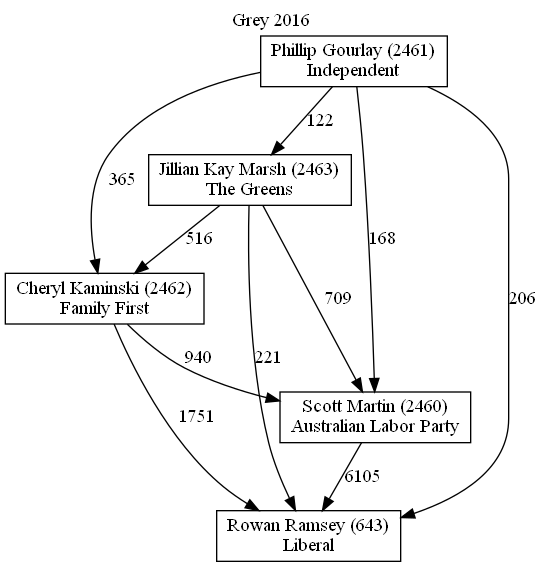 Grey 2016
Phillip Gourlay (2461)
Independent
122
Jillian Kay Marsh (2463)
The Greens
365
516
168
Cheryl Kaminski (2462)
Family First
709
206
940
221
Scott Martin (2460)
Australian Labor Party
1751
6105
Rowan Ramsey (643)
Liberal